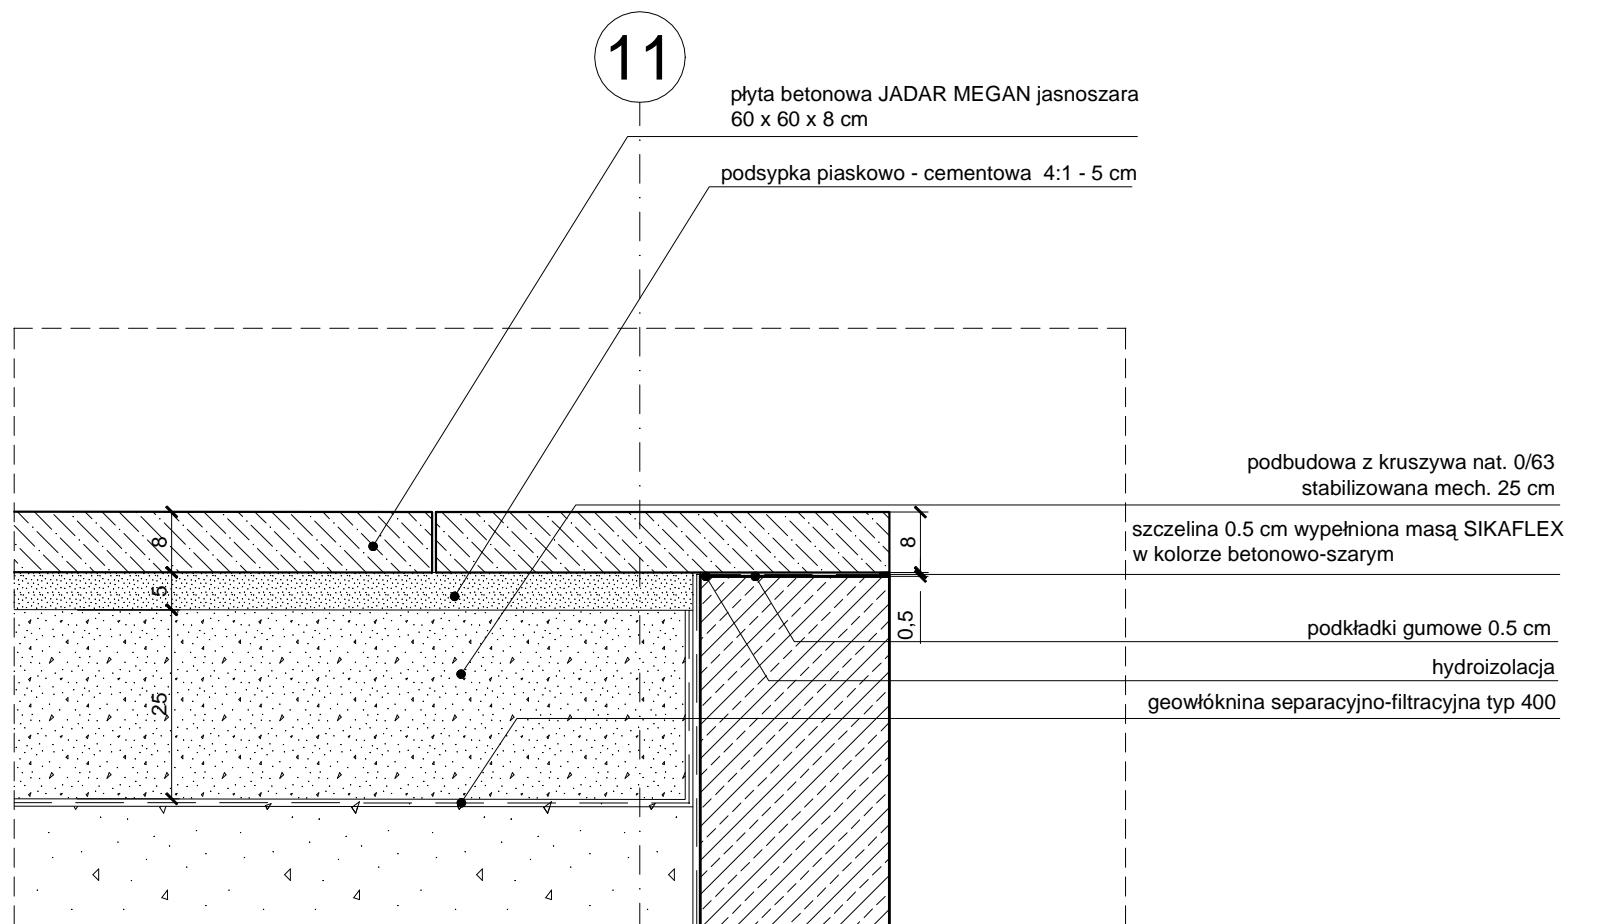 11
płyta betonowa JADAR MEGAN jasnoszara
60 x 60 x 8 cm
podsypka piaskowo - cementowa 4:1 - 5 cm
podbudowa z kruszywa nat. 0/63
stabilizowana mech. 25 cm
szczelina 0.5 cm wypełniona masą SIKAFLEX
w kolorze betonowo-szarym
8
8
5
0,5
podkładki gumowe 0.5 cm
hydroizolacja
25
geowłóknina separacyjno-filtracyjna typ 400